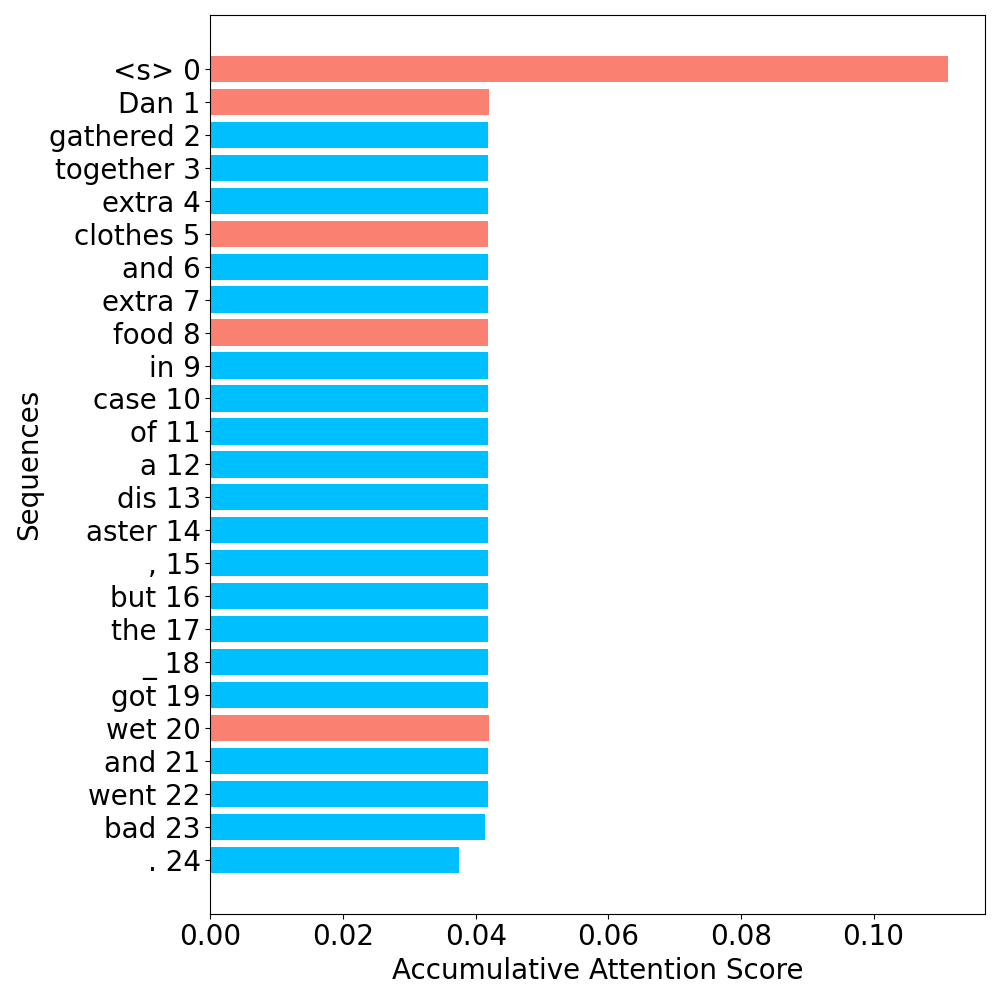 <s> 0
Dan 1
gathered 2
together 3
extra 4
clothes 5
and 6
extra 7
food 8
in 9
case 10
of 11
a 12
dis 13
aster 14
, 15
but 16
the 17
_ 18
got 19
wet 20
and 21
went 22
bad 23
. 24
Sequences
0.00 0.02 0.04 0.06 0.08 0.10
Accumulative Attention Score